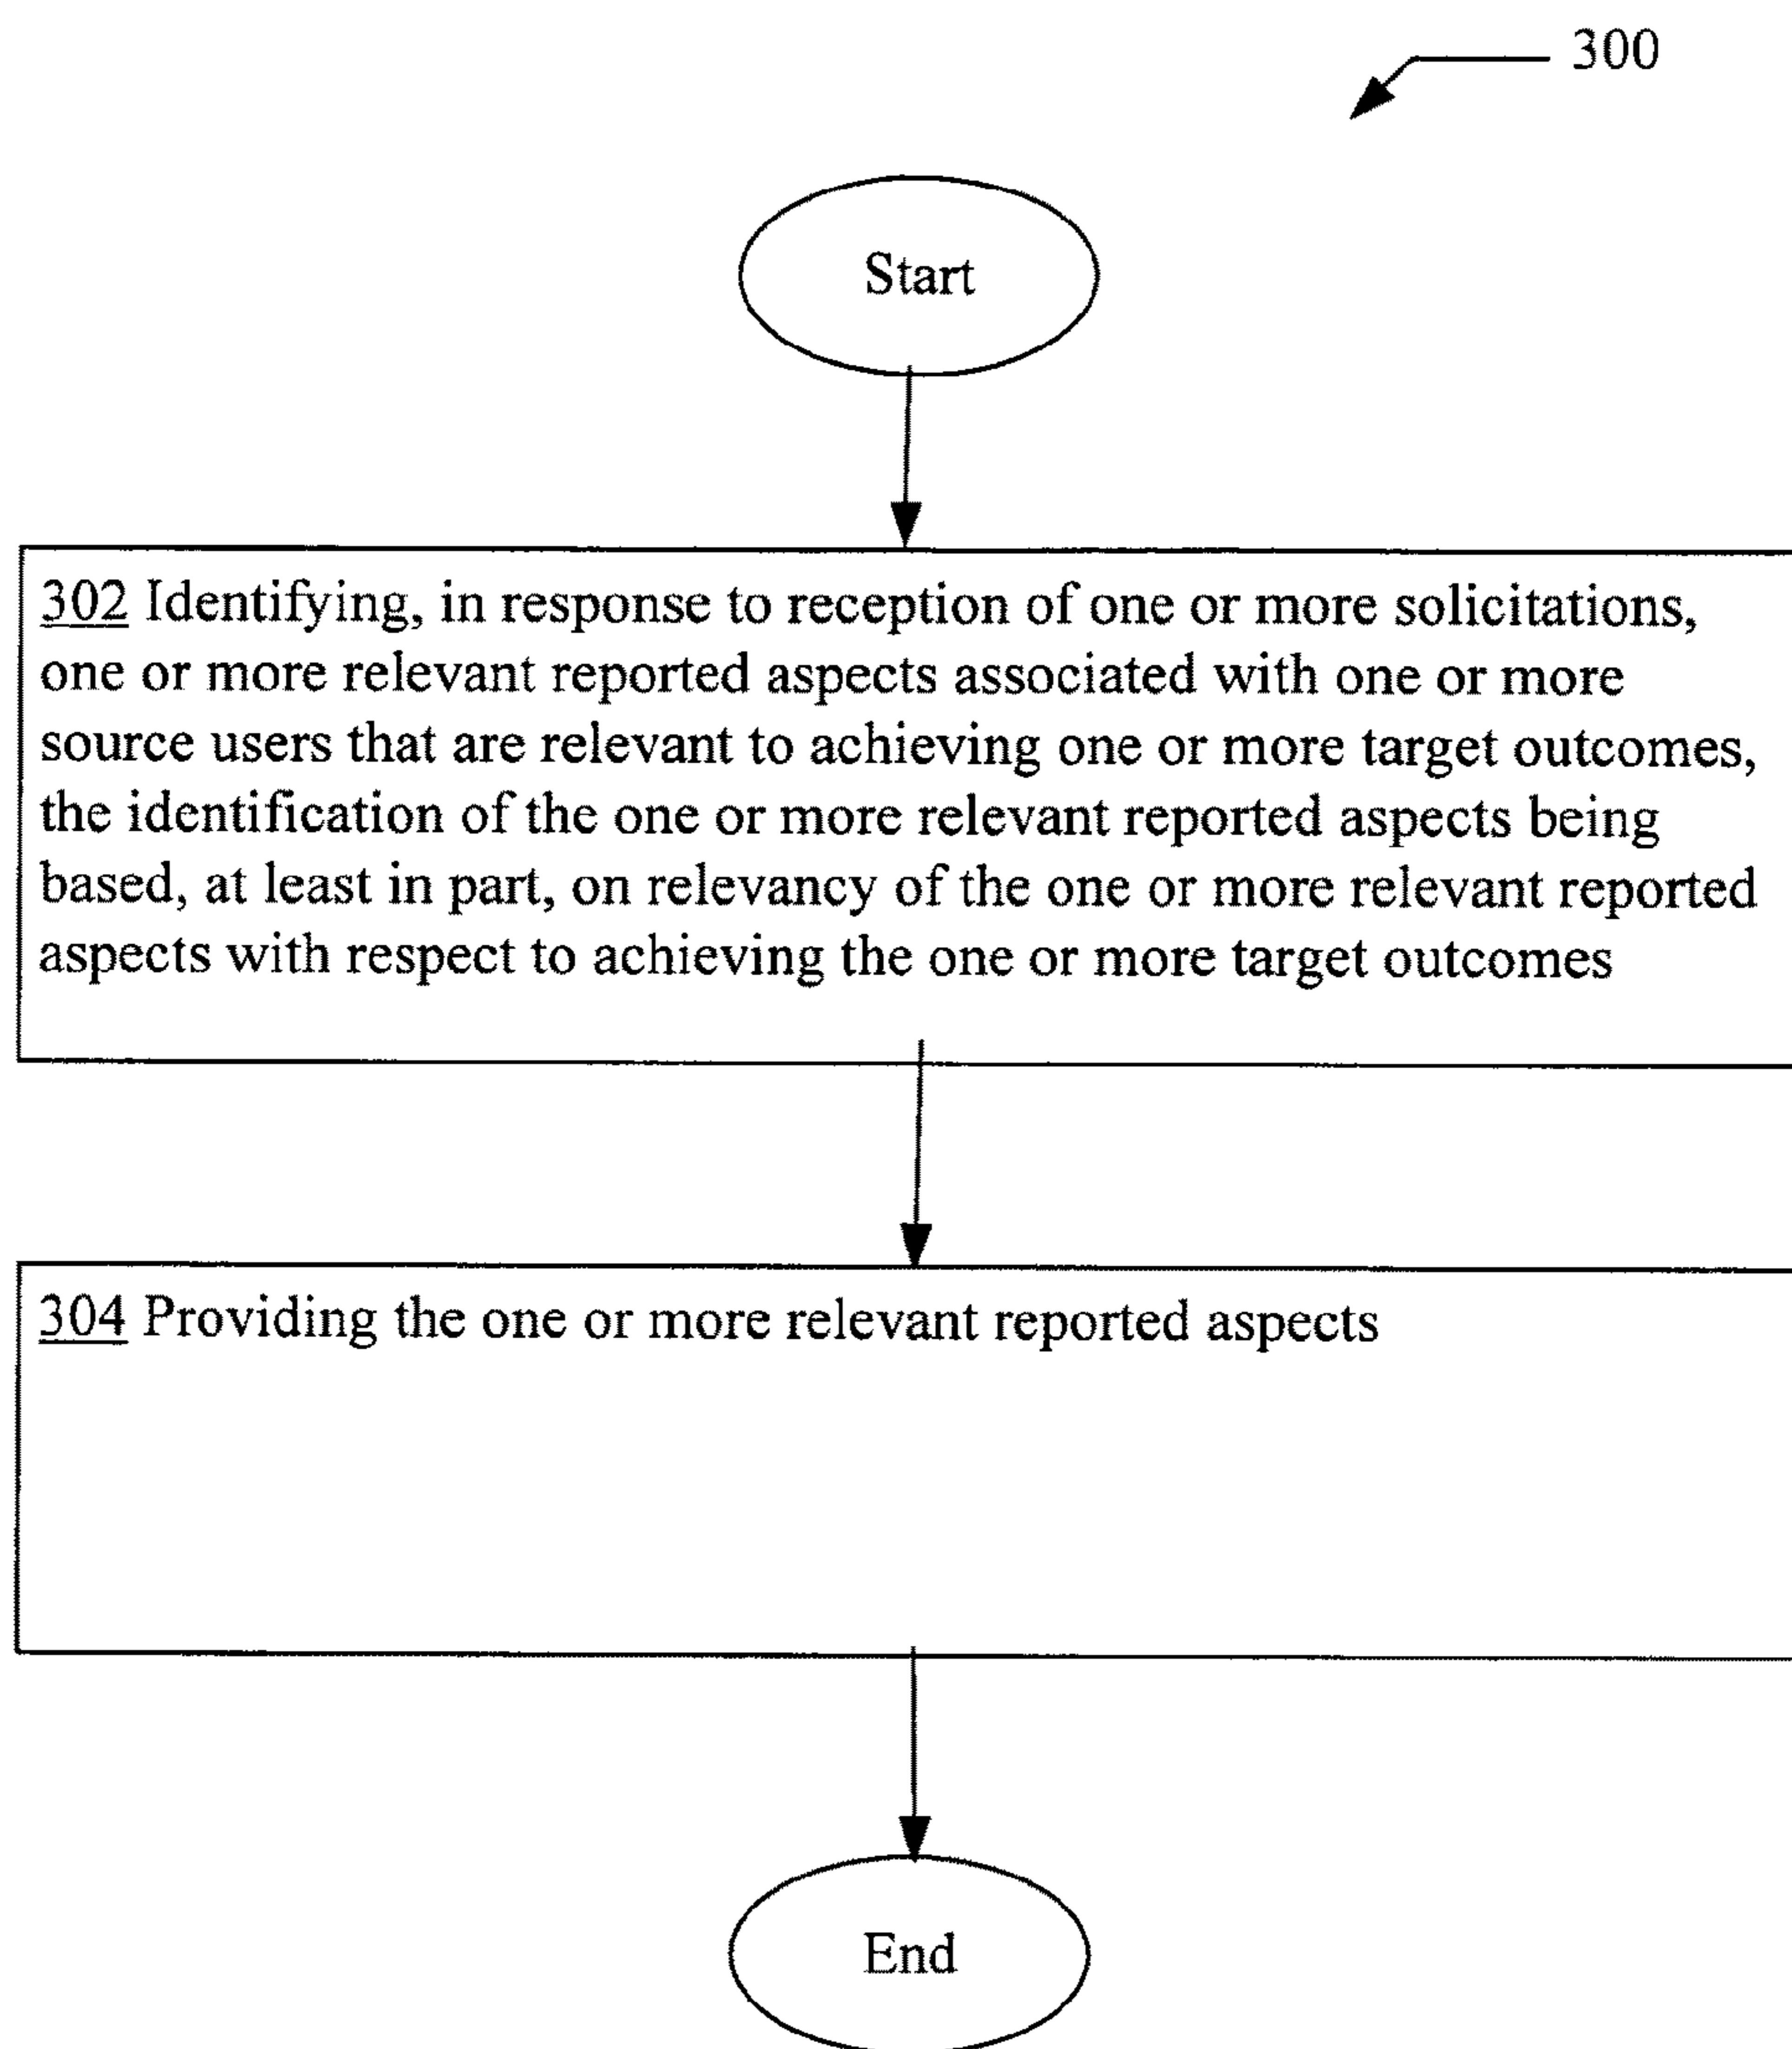 300
Start
302 Identifying, in response to reception of one or more solicitations,
one or more relevant reported aspects associated with one or more
source users that are relevant to achieving one or more target outcomes,
the identification of the one or more relevant reported aspects being
based, at least in part, on relevancy of the one or more relevant reported
aspects with respect to achieving the one or more target outcomes
304 Providing the one or more relevant reported aspects
End